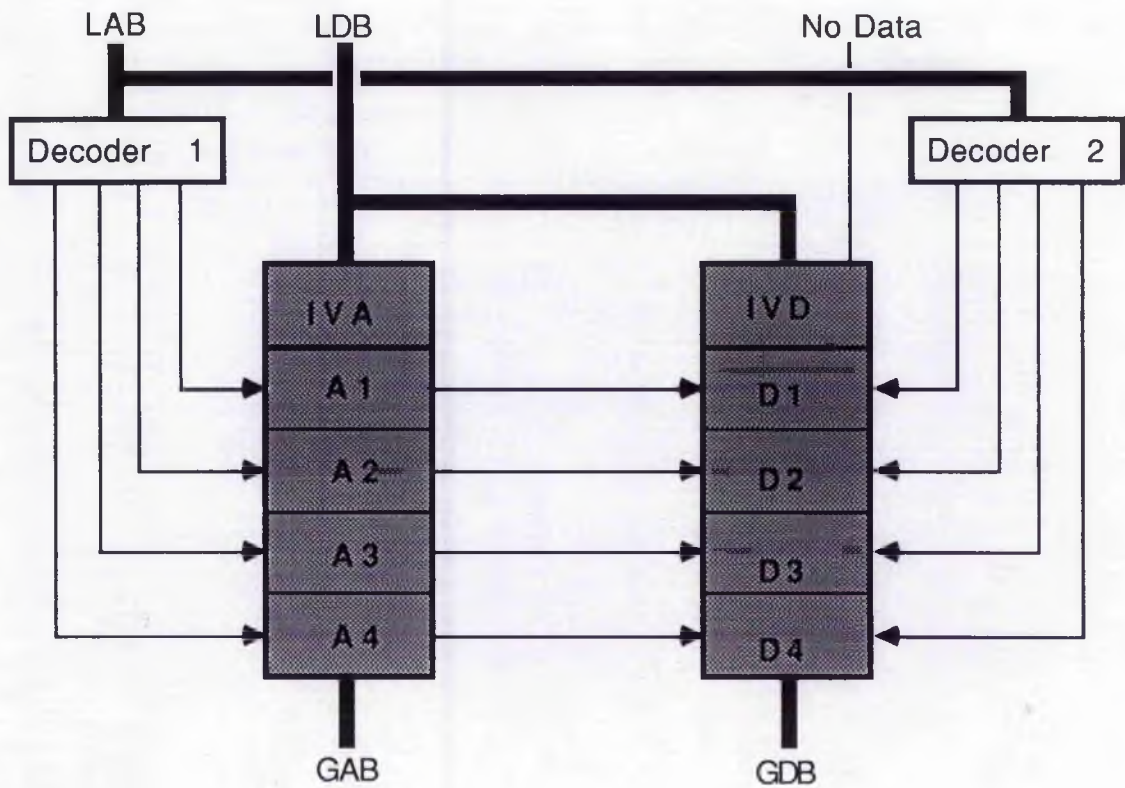 LAB LDB No Data
Decoder 1 Decoder 2
IVA IVD
A1 D1
A2 D2
A3 D3
A4 D4
GAB GDB